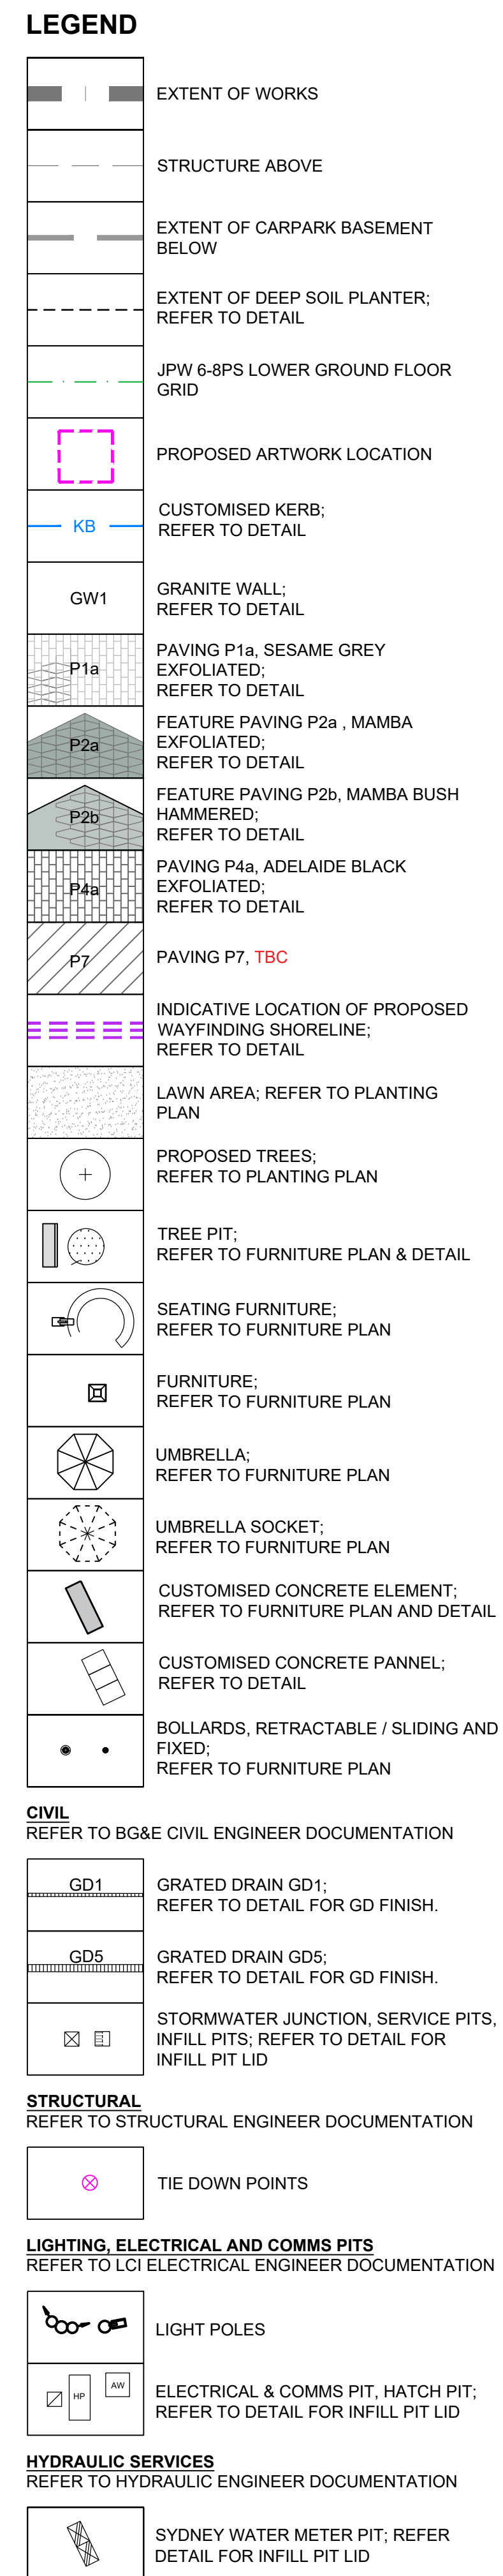 LEGEND
EXTENT OF WORKS
STRUCTURE ABOVE
EXTENT OF CARPARK BASEMENT
BELOW
EXTENT OF DEEP SOIL PLANTER;
REFER TO DETAIL
JPW 6-8PS LOWER GROUND FLOOR
GRID
PROPOSED ARTWORK LOCATION
KB
CUSTOMISED KERB;
REFER TO DETAIL
GW1
GRANITE WALL;
REFER TO DETAIL
P1a
PAVING P1a, SESAME GREY
EXFOLIATED;
REFER TO DETAIL
P2a
FEATURE PAVING P2a , MAMBA
EXFOLIATED;
REFER TO DETAIL
P2b
FEATURE PAVING P2b, MAMBA BUSH
HAMMERED;
REFER TO DETAIL
P4a
PAVING P4a, ADELAIDE BLACK
EXFOLIATED;
REFER TO DETAIL
P7
PAVING P7, TBC
INDICATIVE LOCATION OF PROPOSED
WAYFINDING SHORELINE;
REFER TO DETAIL
LAWN AREA; REFER TO PLANTING
PLAN
PROPOSED TREES;
REFER TO PLANTING PLAN
TREE PIT;
REFER TO FURNITURE PLAN & DETAIL
SEATING FURNITURE;
REFER TO FURNITURE PLAN
FURNITURE;
REFER TO FURNITURE PLAN
UMBRELLA;
REFER TO FURNITURE PLAN
UMBRELLA SOCKET;
REFER TO FURNITURE PLAN
CUSTOMISED CONCRETE ELEMENT;
REFER TO FURNITURE PLAN AND DETAIL
CUSTOMISED CONCRETE PANNEL;
REFER TO DETAIL
BOLLARDS, RETRACTABLE / SLIDING AND
FIXED;
REFER TO FURNITURE PLAN
CIVIL
REFER TO BG&E CIVIL ENGINEER DOCUMENTATION
GD1
GRATED DRAIN GD1;
REFER TO DETAIL FOR GD FINISH.
GD5
GRATED DRAIN GD5;
REFER TO DETAIL FOR GD FINISH.
STORMWATER JUNCTION, SERVICE PITS,
INFILL PITS; REFER TO DETAIL FOR
INFILL PIT LID
STRUCTURAL
REFER TO STRUCTURAL ENGINEER DOCUMENTATION
TIE DOWN POINTS
LIGHTING, ELECTRICAL AND COMMS PITS
REFER TO LCI ELECTRICAL ENGINEER DOCUMENTATION
LIGHT POLES
HP
AW
ELECTRICAL & COMMS PIT, HATCH PIT;
REFER TO DETAIL FOR INFILL PIT LID
HYDRAULIC SERVICES
REFER TO HYDRAULIC ENGINEER DOCUMENTATION
SYDNEY WATER METER PIT; REFER
DETAIL FOR INFILL PIT LID